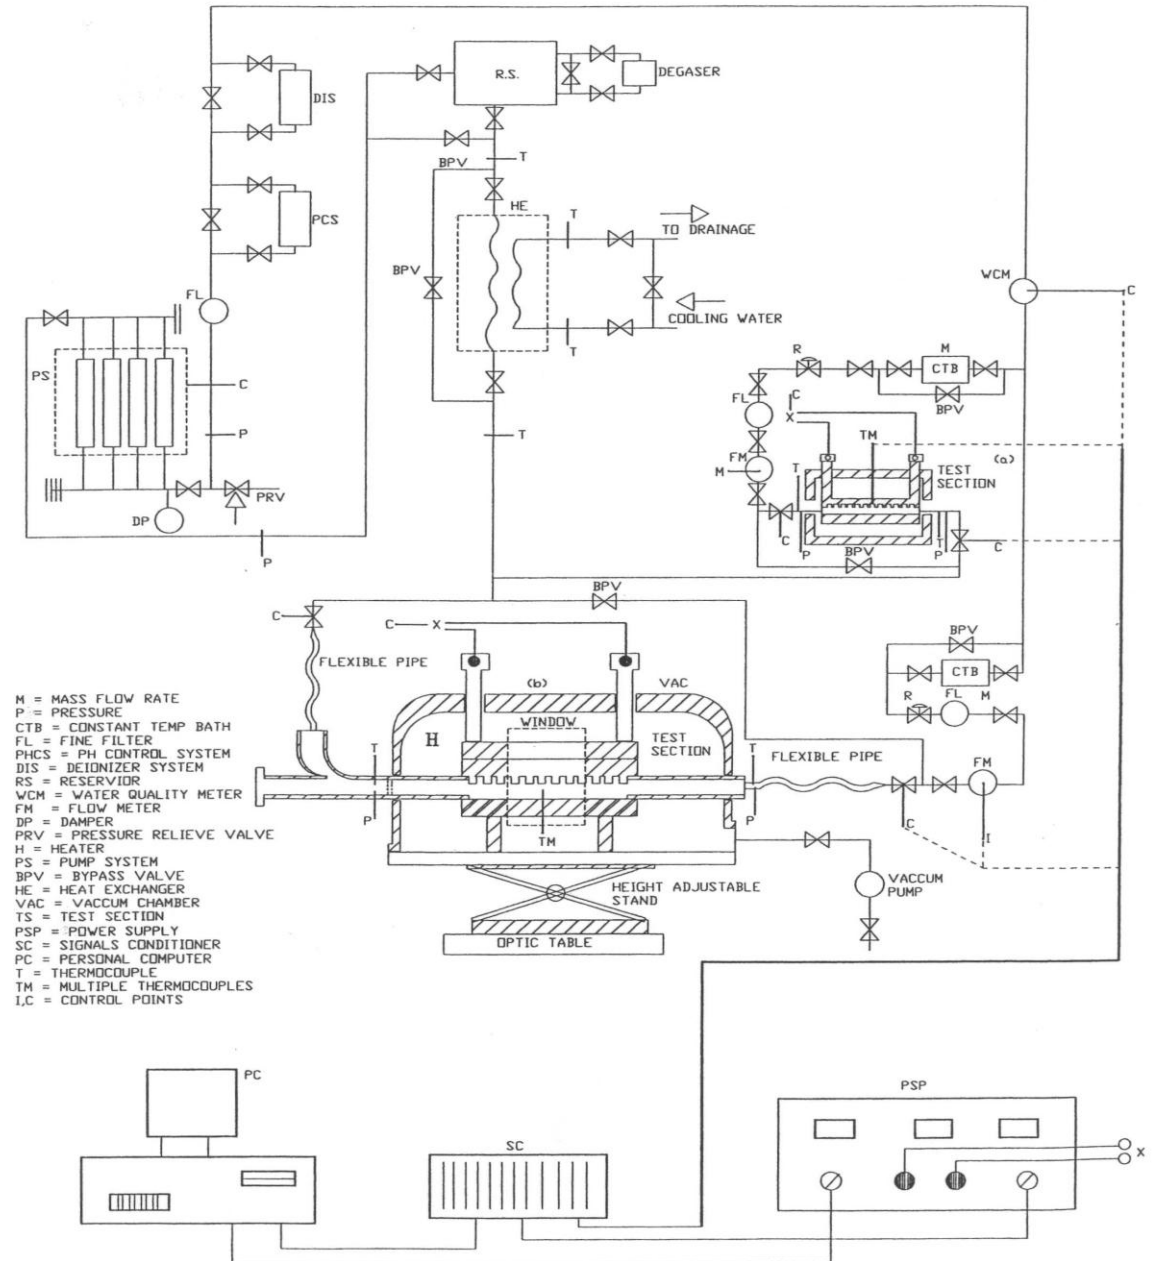 R.S.
DEGASER
DIS
BPV
T
PCS
HE
T
TO DRAINAGE
BPV
WCM
C
FL
COOLING WATER
T
PS
C
R
M
CTB
FL
C
BPV
X
P
T
TM
(a)
FM
M
T
TEST
SECTION
PRV
DP
C
P
T
P
C
P
BPV
BPV
C
C
X
BPV
FLEXIBLE PIPE
CTB
(b)
VAC
R
FL
M
M = MASS FLOW RATE
P = PRESSURE
CTB = CONSTANT TEMP BATH
FL = FINE FILTER
PHCS = PH CONTROL SYSTEM
DIS = DEIONIZER SYSTEM
RS = RESERVIOR
WCM = WATER QUALITY METER
FM = FLOW METER
DP = DAMPER
PRV = PRESSURE RELIEVE VALVE
H = HEATER
PS = PUMP SYSTEM
BPV = BYPASS VALVE
HE = HEAT EXCHANGER
VAC = VACCUM CHAMBER
TS = TEST SECTION
PSP = POWER SUPPLY
SC = SIGNALS CONDITIONER
PC = PERSONAL COMPUTER
T = THERMOCOUPLE
TM = MULTIPLE THERMOCOUPLES
I,C = CONTROL POINTS
WINDOW
H
TEST
SECTION
T
T
FLEXIBLE PIPE
FM
P
P
C
I
TM
VACCUM
PUMP
HEIGHT ADJUSTABLE
STAND
OPTIC TABLE
PC
PSP
SC
X